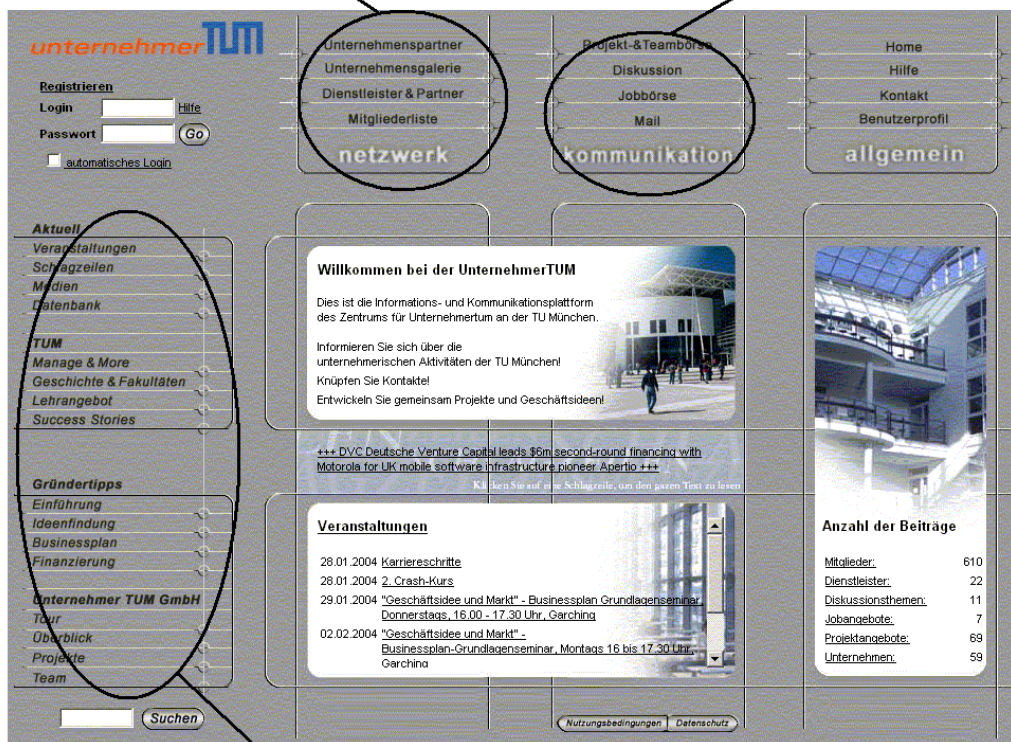 unternehmerTUM
Registrieren
Login Hilfe
Passwort Go
automatisches Login
Unternehmenspartner
Unternehmensgalerie
Dienstleister & Partner
Mitgliederliste
netzwerk
Projekt-&Teambörse
Diskussion
Jobbörse
Mail
kommunikation
Home
Hilfe
Kontakt
Benutzerprofil
allgemein
Aktuell
Veranstaltungen
Schlagzeilen
Medien
Datenbank
TUM
Manage & More
Geschichte & Fakultäten
Lehrangebot
Success Stories
Gründertipps
Einführung
Ideenfindung
Businessplan
Finanzierung
Unternehmer TUM GmbH
Tour
Überblick
Projekte
Team
Suchen
Willkommen bei der UnternehmerTUM
Dies ist die Informations- und Kommunikationsplattform
des Zentrums für Unternehmertum an der TU München.
Informieren Sie sich über die
unternehmerischen Aktivitäten der TU München!
Knüpfen Sie Kontakte!
Entwickeln Sie gemeinsam Projekte und Geschäftsideen!
+++ DVC Deutsche Venture Capital leads $6m second-round financing with
Motorola for UK mobile software infrastructure pioneer Apertio +++
Klicken Sie auf eine Schlagzeile, um den gazen Text zu lesen
Veranstaltungen
28.01.2004 Karriereschritte
28.01.2004 2. Crash-Kurs
29.01.2004 "Geschäftsidee und Markt" - Businessplan Grundlagenseminar,
Donnerstags, 16.00 - 17.30 Uhr, Garching
02.02.2004 "Geschäftsidee und Markt" -
Businessplan-Grundlagenseminar, Montags 16 bis 17.30 Uhr,
Garching
Nutzungsbedingungen Datenschutz
Anzahl der Beiträge
Mitglieder: 610
Dienstleister: 22
Diskussionsthemen: 11
Jobangebote: 7
Projektangebote: 69
Unternehmen: 59